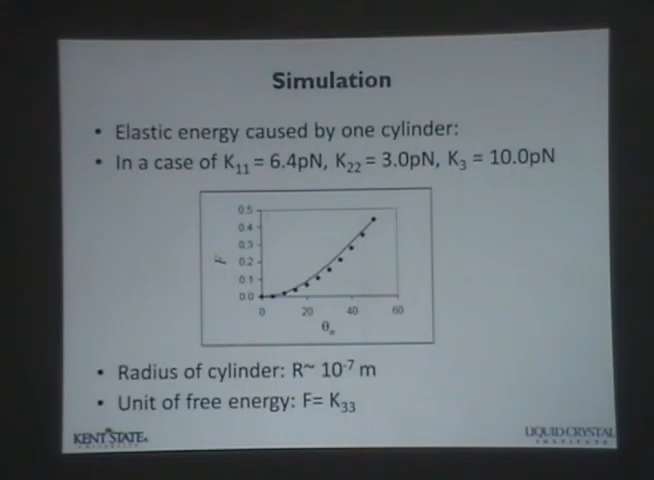 Simulation
• Elastic energy caused by one cylinder:
• In a case of K₁₁ = 6.4pN, K₂₂ = 3.0pN, K₃ = 10.0pN
0.5
0.4
0.3
0.2
0.1
0.0
F
0 20 40 60
θₒ
• Radius of cylinder: R~ 10⁻⁷ m
• Unit of free energy: F= K₃₃
KENT STATE
LIQUID CRYSTAL
INSTITUTE